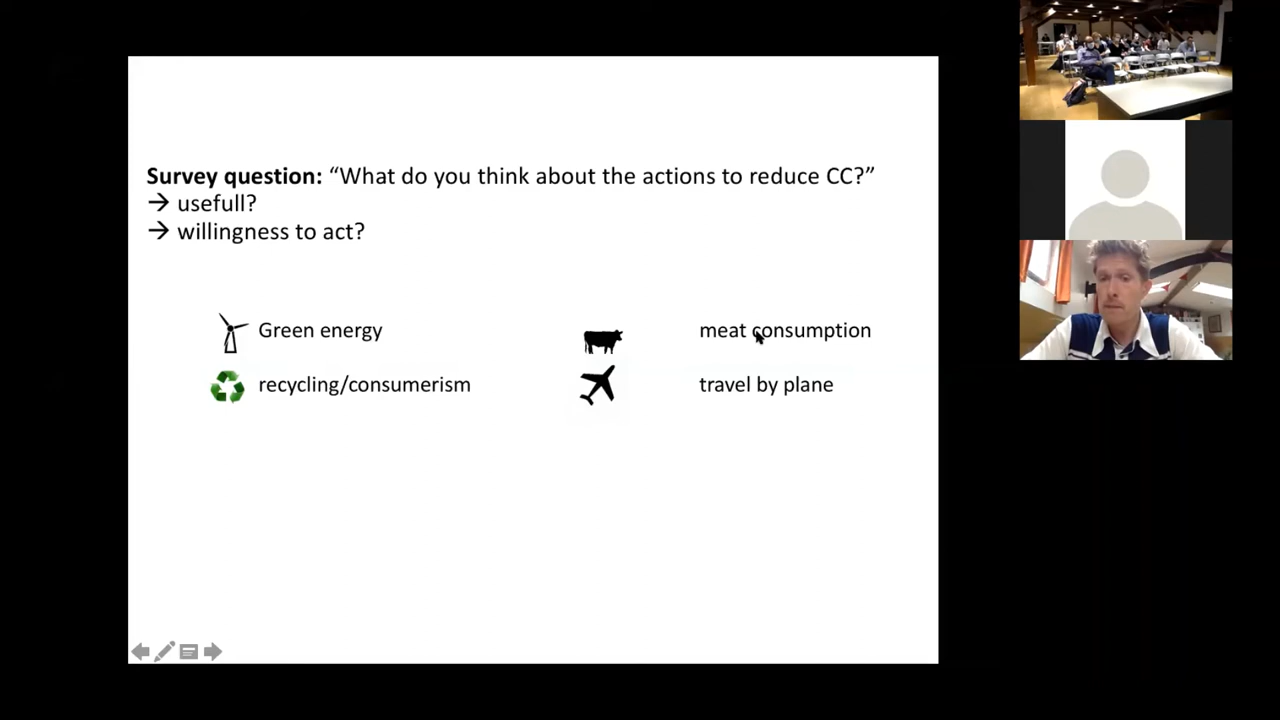 Survey question: “What do you think about the actions to reduce CC?”
→ usefull?
→ willingness to act?
Green energy
meat consumption
recycling/consumerism
travel by plane